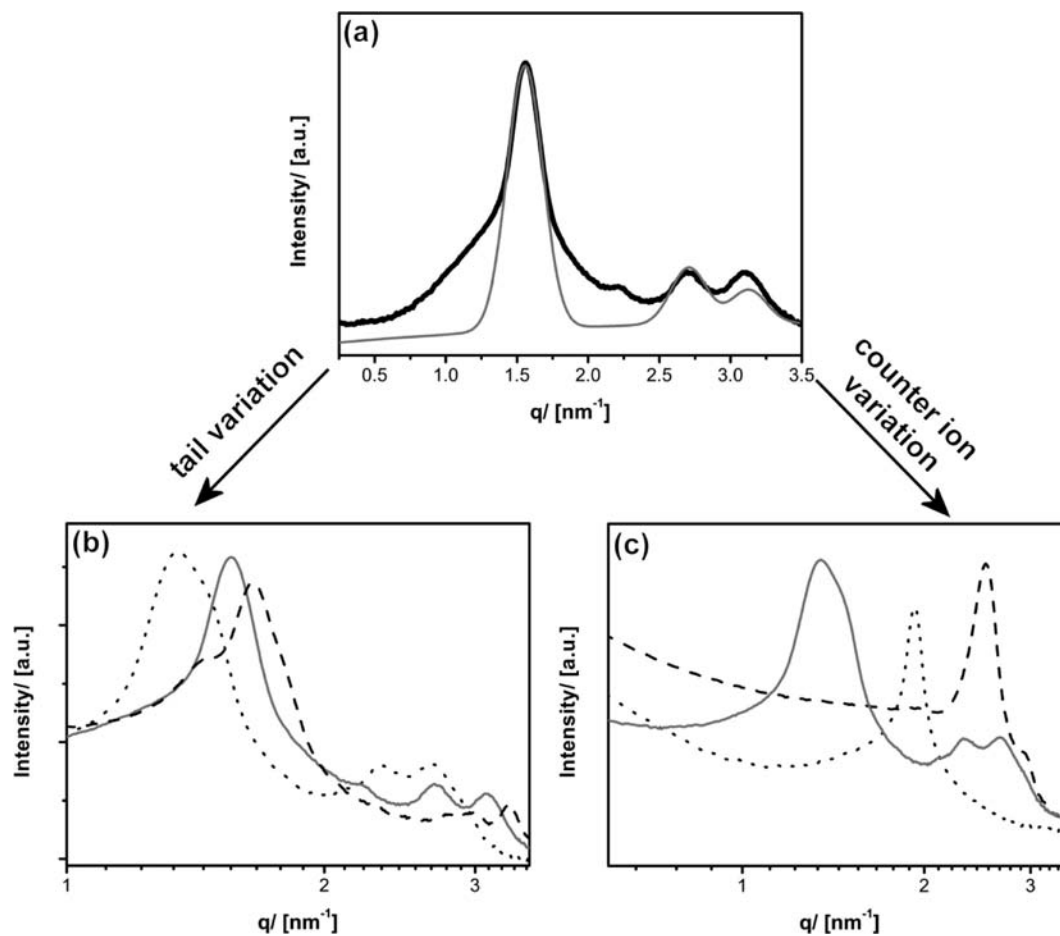 (a)
Intensity/ [a.u.]
0.5 1.0 1.5 2.0 2.5 3.0 3.5
q/ [nm⁻¹]
tail variation
counter ion
variation
(b)
Intensity/ [a.u.]
1 2 3
q/ [nm⁻¹]
(c)
Intensity/ [a.u.]
1 2 3
q/ [nm⁻¹]